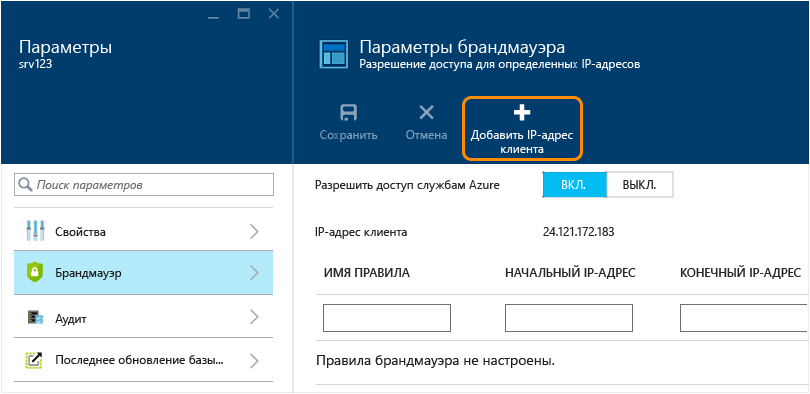 Параметры
srv123
Параметры брандмауэра
Разрешение доступа для определенных IP-адресов
Сохранить
Отмена
Добавить IP-адрес
клиента
Поиск параметров
Свойства
Брандмауэр
Аудит
Последнее обновление базы...
Разрешить доступ службам Azure ВКЛ. ВЫКЛ.
IP-адрес клиента 24.121.172.183
ИМЯ ПРАВИЛА НАЧАЛЬНЫЙ IP-АДРЕС КОНЕЧНЫЙ IP-АДРЕС
Правила брандмауэра не настроены.